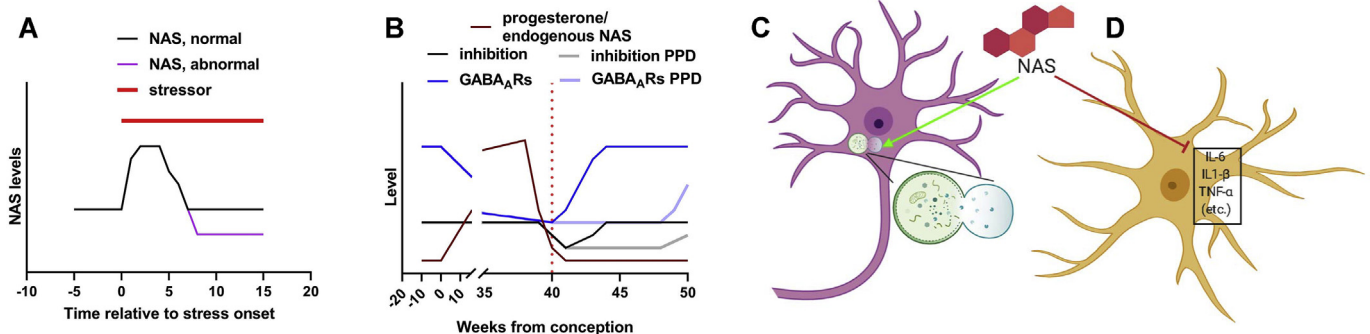 A
NAS, normal
NAS, abnormal
stressor
NAS levels
-10 -5 0 5 10 15 20
Time relative to stress onset
B
progesterone/
endogenous NAS
inhibition
inhibition PPD
GABAARs
GABAARs PPD
Level
-20 -10 0 10 35 40 45 50
Weeks from conception
C
NAS
D
IL-6
IL1-β
TNF-α
(etc.)